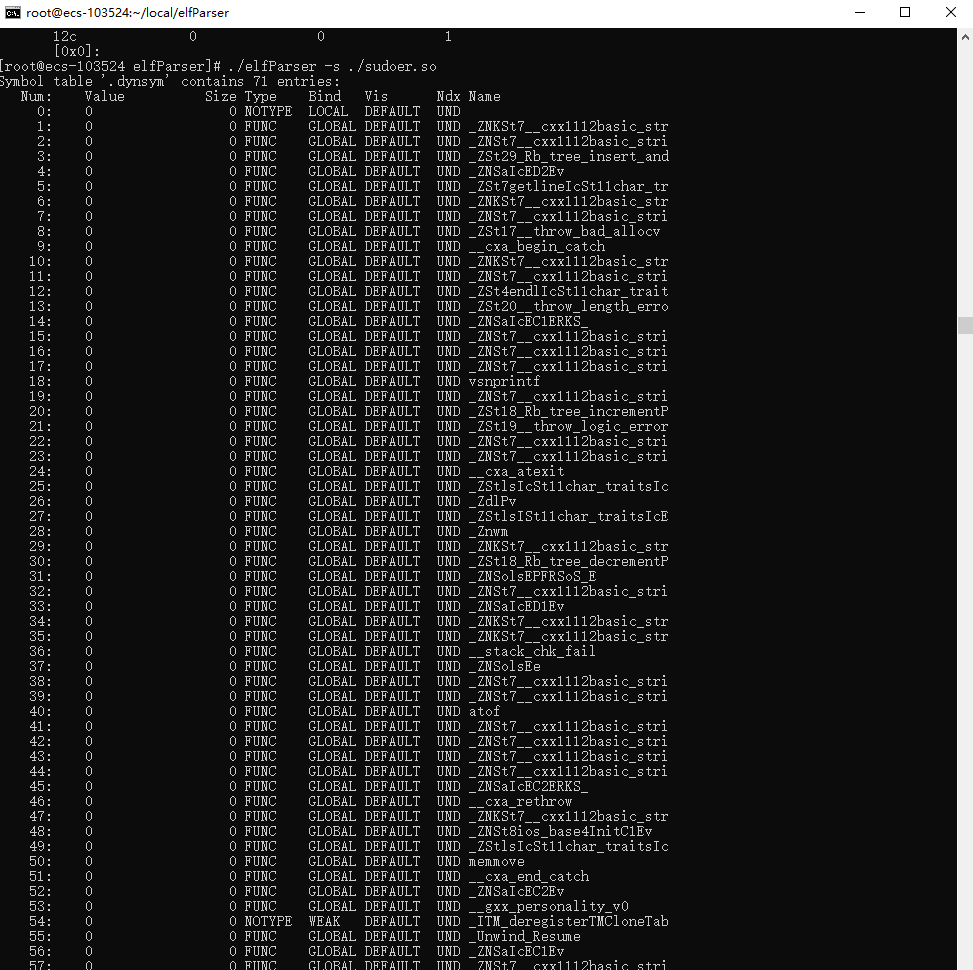 root@ecs-103524:~/local/elfParser
12c 0 0 1
[0x0]:
[root@ecs-103524 elfParser]# ./elfParser -s ./sudoer.so
Symbol table '.dynsym' contains 71 entries:
Num: Value Size Type Bind Vis Ndx Name
0: 0 0 NOTYPE LOCAL DEFAULT UND
1: 0 0 FUNC GLOBAL DEFAULT UND _ZNKSt7__cxx1112basic_str
2: 0 0 FUNC GLOBAL DEFAULT UND _ZNSt7__cxx1112basic_stri
3: 0 0 FUNC GLOBAL DEFAULT UND _ZSt29_Rb_tree_insert_and
4: 0 0 FUNC GLOBAL DEFAULT UND _ZNSaIcED2Ev
5: 0 0 FUNC GLOBAL DEFAULT UND _ZSt7getlineIcSt11char_tr
6: 0 0 FUNC GLOBAL DEFAULT UND _ZNKSt7__cxx1112basic_str
7: 0 0 FUNC GLOBAL DEFAULT UND _ZNSt7__cxx1112basic_stri
8: 0 0 FUNC GLOBAL DEFAULT UND _ZSt17__throw_bad_allocv
9: 0 0 FUNC GLOBAL DEFAULT UND __cxa_begin_catch
10: 0 0 FUNC GLOBAL DEFAULT UND _ZNKSt7__cxx1112basic_str
11: 0 0 FUNC GLOBAL DEFAULT UND _ZNSt7__cxx1112basic_stri
12: 0 0 FUNC GLOBAL DEFAULT UND _ZSt4endlIcSt11char_trait
13: 0 0 FUNC GLOBAL DEFAULT UND _ZSt20__throw_length_erro
14: 0 0 FUNC GLOBAL DEFAULT UND _ZNSaIcEC1ERKS_
15: 0 0 FUNC GLOBAL DEFAULT UND _ZNSt7__cxx1112basic_stri
16: 0 0 FUNC GLOBAL DEFAULT UND _ZNSt7__cxx1112basic_stri
17: 0 0 FUNC GLOBAL DEFAULT UND _ZNSt7__cxx1112basic_stri
18: 0 0 FUNC GLOBAL DEFAULT UND vsnprintf
19: 0 0 FUNC GLOBAL DEFAULT UND _ZNSt7__cxx1112basic_stri
20: 0 0 FUNC GLOBAL DEFAULT UND _ZSt18_Rb_tree_incrementP
21: 0 0 FUNC GLOBAL DEFAULT UND _ZSt19__throw_logic_error
22: 0 0 FUNC GLOBAL DEFAULT UND _ZNSt7__cxx1112basic_stri
23: 0 0 FUNC GLOBAL DEFAULT UND _ZNSt7__cxx1112basic_stri
24: 0 0 FUNC GLOBAL DEFAULT UND __cxa_atexit
25: 0 0 FUNC GLOBAL DEFAULT UND _ZStlsIcSt11char_traitsIc
26: 0 0 FUNC GLOBAL DEFAULT UND _ZdlPv
27: 0 0 FUNC GLOBAL DEFAULT UND _ZStlsISt11char_traitsIcE
28: 0 0 FUNC GLOBAL DEFAULT UND _Znwm
29: 0 0 FUNC GLOBAL DEFAULT UND _ZNKSt7__cxx1112basic_str
30: 0 0 FUNC GLOBAL DEFAULT UND _ZSt18_Rb_tree_decrementP
31: 0 0 FUNC GLOBAL DEFAULT UND _ZNSolsEPFRSoS_E
32: 0 0 FUNC GLOBAL DEFAULT UND _ZNSt7__cxx1112basic_stri
33: 0 0 FUNC GLOBAL DEFAULT UND _ZNSaIcED1Ev
34: 0 0 FUNC GLOBAL DEFAULT UND _ZNKSt7__cxx1112basic_str
35: 0 0 FUNC GLOBAL DEFAULT UND _ZNKSt7__cxx1112basic_str
36: 0 0 FUNC GLOBAL DEFAULT UND __stack_chk_fail
37: 0 0 FUNC GLOBAL DEFAULT UND _ZNSolsEe
38: 0 0 FUNC GLOBAL DEFAULT UND _ZNSt7__cxx1112basic_stri
39: 0 0 FUNC GLOBAL DEFAULT UND _ZNSt7__cxx1112basic_stri
40: 0 0 FUNC GLOBAL DEFAULT UND atof
41: 0 0 FUNC GLOBAL DEFAULT UND _ZNSt7__cxx1112basic_stri
42: 0 0 FUNC GLOBAL DEFAULT UND _ZNSt7__cxx1112basic_stri
43: 0 0 FUNC GLOBAL DEFAULT UND _ZNSt7__cxx1112basic_stri
44: 0 0 FUNC GLOBAL DEFAULT UND _ZNSt7__cxx1112basic_stri
45: 0 0 FUNC GLOBAL DEFAULT UND _ZNSaIcEC2ERKS_
46: 0 0 FUNC GLOBAL DEFAULT UND __cxa_rethrow
47: 0 0 FUNC GLOBAL DEFAULT UND _ZNKSt7__cxx1112basic_str
48: 0 0 FUNC GLOBAL DEFAULT UND _ZNSt8ios_base4InitC1Ev
49: 0 0 FUNC GLOBAL DEFAULT UND _ZStlsIcSt11char_traitsIc
50: 0 0 FUNC GLOBAL DEFAULT UND memmove
51: 0 0 FUNC GLOBAL DEFAULT UND __cxa_end_catch
52: 0 0 FUNC GLOBAL DEFAULT UND _ZNSaIcEC2Ev
53: 0 0 FUNC GLOBAL DEFAULT UND __gxx_personality_v0
54: 0 0 NOTYPE WEAK DEFAULT UND _ITM_deregisterTMCloneTab
55: 0 0 FUNC GLOBAL DEFAULT UND _Unwind_Resume
56: 0 0 FUNC GLOBAL DEFAULT UND _ZNSaIcEC1Ev
57: 0 0 FUNC GLOBAL DEFAULT UND _ZNSt7__cxx1112basic_stri